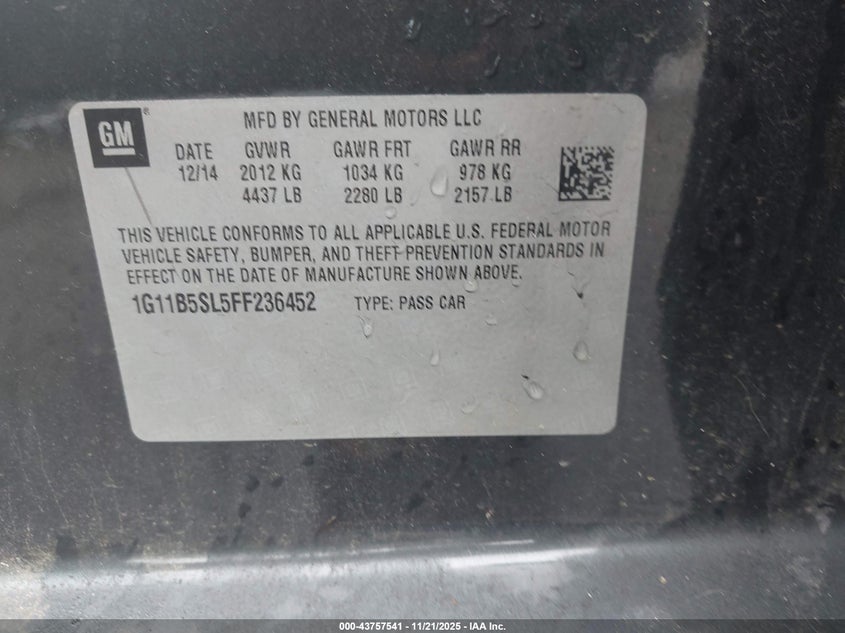 GM ®
MFD BY GENERAL MOTORS LLC
DATE GVWR GAWR FRT GAWR RR
12/14 2012 KG 1034 KG 978 KG
4437 LB 2280 LB 2157 LB
THIS VEHICLE CONFORMS TO ALL APPLICABLE U.S. FEDERAL MOTOR
VEHICLE SAFETY, BUMPER, AND THEFT PREVENTION STANDARDS IN
EFFECT ON THE DATE OF MANUFACTURE SHOWN ABOVE.
1G11B5SL5FF236452 TYPE: PASS CAR
000-43757541 - 11/21/2025 - IAA Inc.